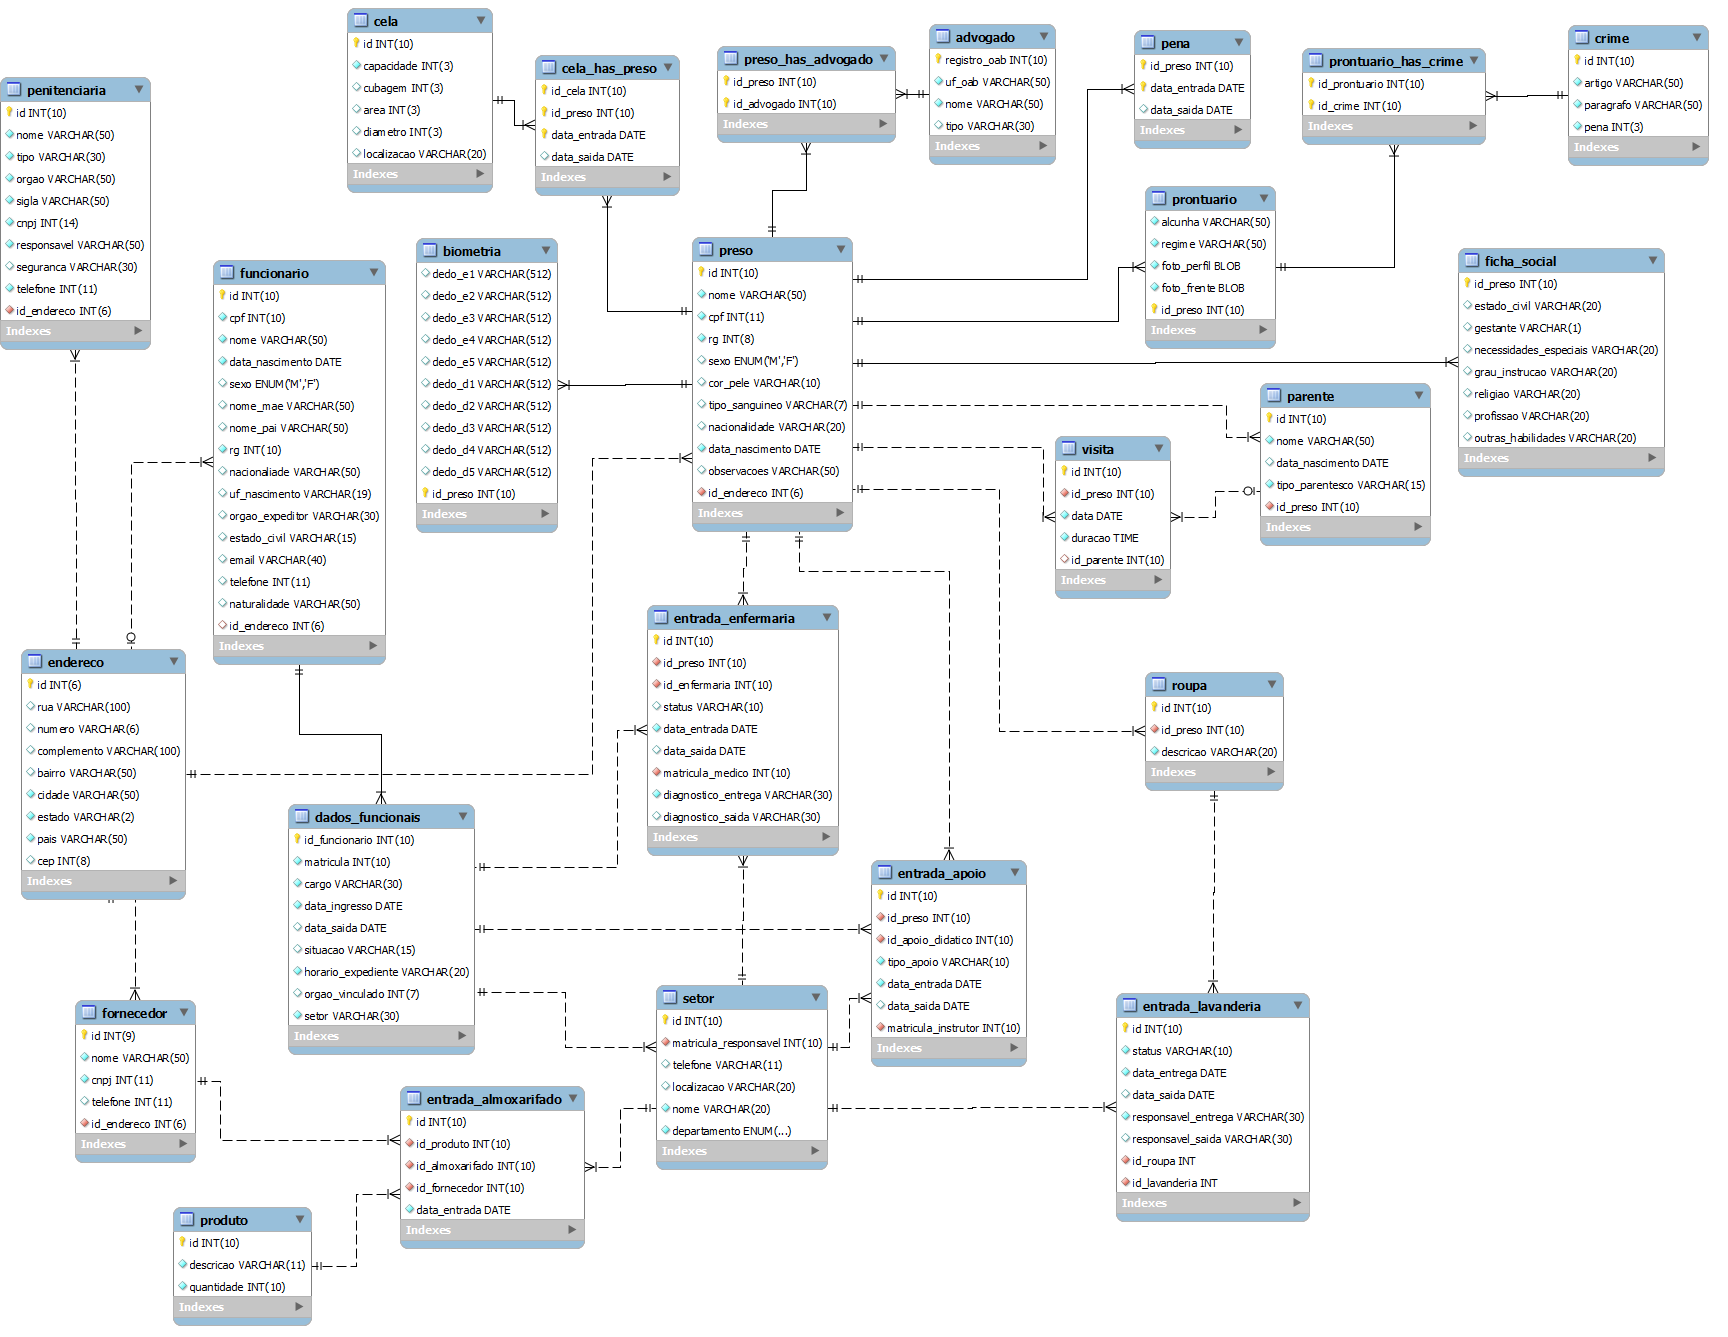 cela
id INT(10)
capacidade INT(3)
cubagem INT(3)
area INT(3)
diametro INT(3)
localizacao VARCHAR(20)
Indexes
cela_has_preso
id_cela INT(10)
id_preso INT(10)
data_entrada DATE
data_saida DATE
Indexes
preso_has_advogado
id_preso INT(10)
id_advogado INT(10)
Indexes
advogado
registro_oab INT(10)
uf_oab VARCHAR(50)
nome VARCHAR(50)
tipo VARCHAR(30)
Indexes
pena
id_preso INT(10)
data_entrada DATE
data_saida DATE
Indexes
prontuario_has_crime
id_prontuario INT(10)
id_crime INT(10)
Indexes
crime
id INT(10)
artigo VARCHAR(50)
paragrafo VARCHAR(50)
pena INT(3)
Indexes
penitenciaria
id INT(10)
nome VARCHAR(50)
tipo VARCHAR(30)
orgao VARCHAR(50)
sigla VARCHAR(50)
cnpj INT(14)
responsavel VARCHAR(50)
seguranca VARCHAR(30)
telefone INT(11)
id_endereco INT(6)
Indexes
funcionario
id INT(10)
cpf INT(10)
nome VARCHAR(50)
data_nascimento DATE
sexo ENUM('M','F')
nome_mae VARCHAR(50)
nome_pai VARCHAR(50)
rg INT(10)
nacionaliade VARCHAR(50)
uf_nascimento VARCHAR(19)
orgao_expeditor VARCHAR(30)
estado_civil VARCHAR(15)
email VARCHAR(40)
telefone INT(11)
naturalidade VARCHAR(50)
id_endereco INT(6)
Indexes
biometria
dedo_e1 VARCHAR(512)
dedo_e2 VARCHAR(512)
dedo_e3 VARCHAR(512)
dedo_e4 VARCHAR(512)
dedo_e5 VARCHAR(512)
dedo_d1 VARCHAR(512)
dedo_d2 VARCHAR(512)
dedo_d3 VARCHAR(512)
dedo_d4 VARCHAR(512)
dedo_d5 VARCHAR(512)
id_preso INT(10)
Indexes
preso
id INT(10)
nome VARCHAR(50)
cpf INT(11)
rg INT(8)
sexo ENUM('M','F')
cor_pele VARCHAR(10)
tipo_sanguineo VARCHAR(7)
nacionalidade VARCHAR(20)
data_nascimento DATE
observacoes VARCHAR(50)
id_endereco INT(6)
Indexes
prontuario
alcunha VARCHAR(50)
regime VARCHAR(50)
foto_perfil BLOB
foto_frente BLOB
id_preso INT(10)
Indexes
ficha_social
id_preso INT(10)
estado_civil VARCHAR(20)
gestante VARCHAR(1)
necessidades_especiais VARCHAR(20)
grau_instrucao VARCHAR(20)
religiao VARCHAR(20)
profissao VARCHAR(20)
outras_habilidades VARCHAR(20)
Indexes
parente
id INT(10)
nome VARCHAR(50)
data_nascimento DATE
tipo_parentesco VARCHAR(15)
id_preso INT(10)
Indexes
visita
id INT(10)
id_preso INT(10)
data DATE
duracao TIME
id_parente INT(10)
Indexes
endereco
id INT(6)
rua VARCHAR(100)
numero VARCHAR(6)
complemento VARCHAR(100)
bairro VARCHAR(50)
cidade VARCHAR(50)
estado VARCHAR(2)
pais VARCHAR(50)
cep INT(8)
Indexes
entrada_enfermaria
id INT(10)
id_preso INT(10)
id_enfermaria INT(10)
status VARCHAR(10)
data_entrada DATE
data_saida DATE
matricula_medico INT(10)
diagnostico_entrega VARCHAR(30)
diagnostico_saida VARCHAR(30)
Indexes
roupa
id INT(10)
id_preso INT(10)
descricao VARCHAR(20)
Indexes
dados_funcionais
id_funcionario INT(10)
matricula INT(10)
cargo VARCHAR(30)
data_ingresso DATE
data_saida DATE
situacao VARCHAR(15)
horario_expediente VARCHAR(20)
orgao_vinculado INT(7)
setor VARCHAR(30)
Indexes
entrada_apoio
id INT(10)
id_preso INT(10)
id_apoio_didatico INT(10)
tipo_apoio VARCHAR(10)
data_entrada DATE
data_saida DATE
matricula_instrutor INT(10)
Indexes
fornecedor
id INT(9)
nome VARCHAR(50)
cnpj INT(11)
telefone INT(11)
id_endereco INT(6)
Indexes
setor
id INT(10)
matricula_responsavel INT(10)
telefone VARCHAR(11)
localizacao VARCHAR(20)
nome VARCHAR(20)
departamento ENUM(...)
Indexes
entrada_lavanderia
id INT(10)
status VARCHAR(10)
data_entrega DATE
data_saida DATE
responsavel_entrega VARCHAR(30)
responsavel_saida VARCHAR(30)
id_roupa INT
id_lavanderia INT
Indexes
entrada_almoxarifado
id INT(10)
id_produto INT(10)
id_almoxarifado INT(10)
id_fornecedor INT(10)
data_entrada DATE
Indexes
produto
id INT(10)
descricao VARCHAR(11)
quantidade INT(10)
Indexes